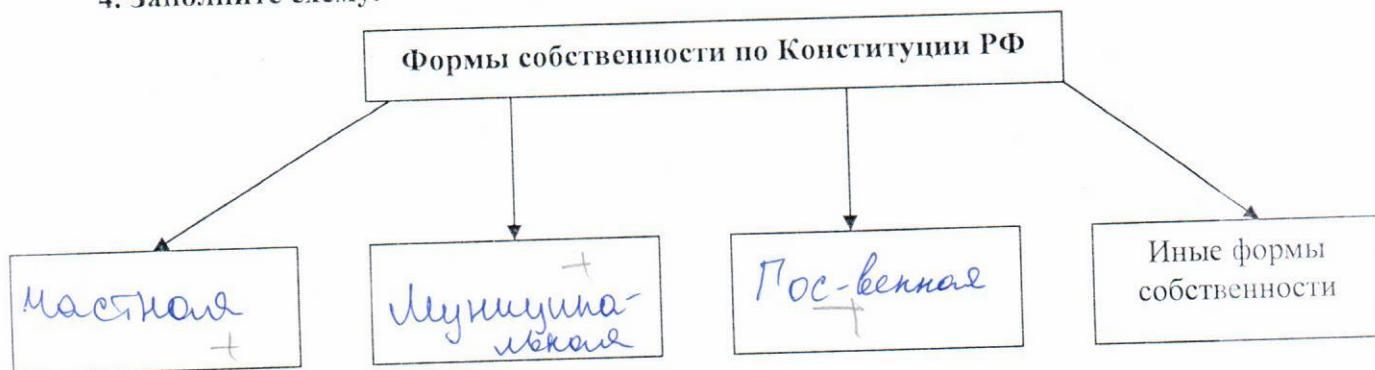 4. Заполните схему.
Формы собственности по Конституции РФ
частная
+
+
Муниципа-
льная
Гос-венная
+
Иные формы
собственности